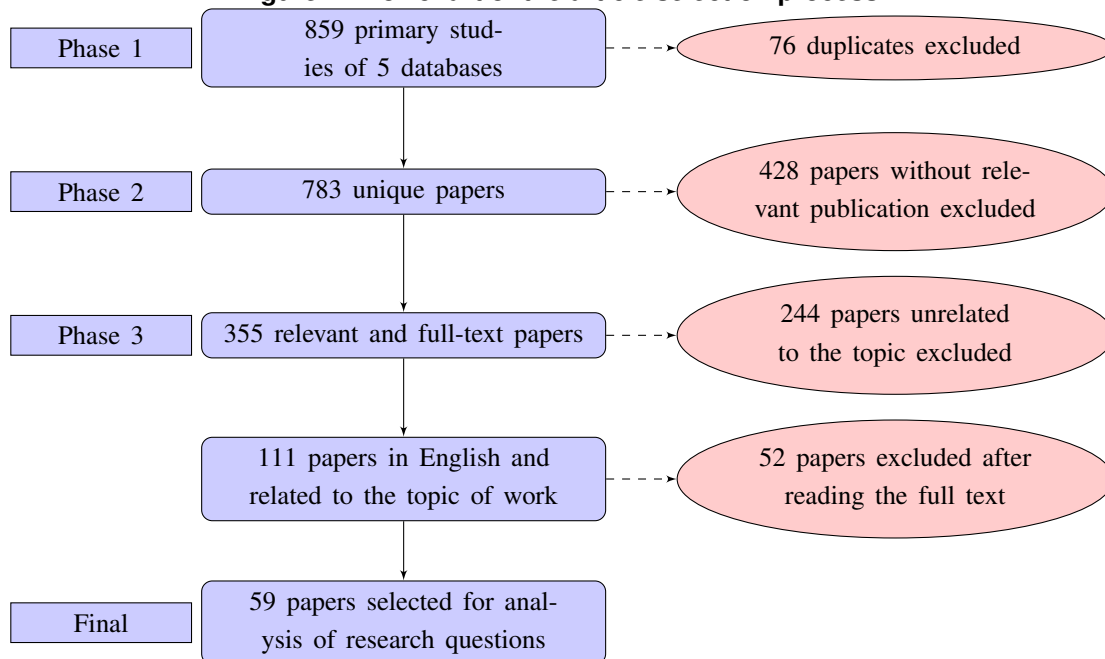 Phase 1
859 primary stud-
ies of 5 databases
76 duplicates excluded
Phase 2
783 unique papers
428 papers without rele-
vant publication excluded
Phase 3
355 relevant and full-text papers
244 papers unrelated
to the topic excluded
111 papers in English and
related to the topic of work
52 papers excluded after
reading the full text
Final
59 papers selected for anal-
ysis of research questions